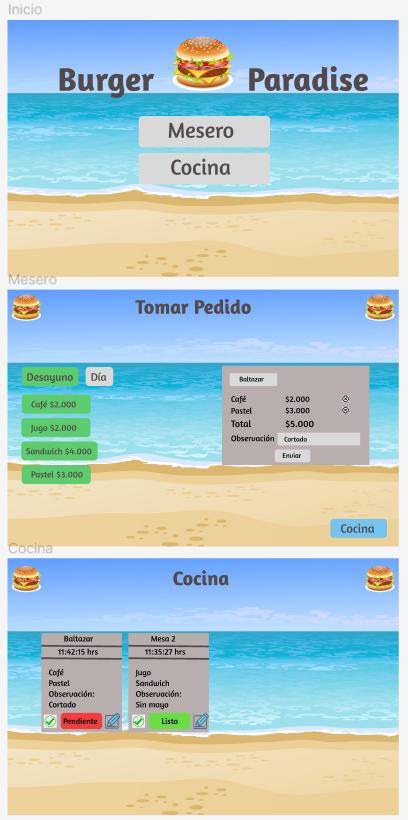 Inicio
Burger Paradise
Mesero
Cocina
Mesero
Tomar Pedido
Desayuno Día
Café $2.000
Jugo $2.000
Sandwich $4.000
Pastel $3.000
Baltazar
Café $2.000
Pastel $3.000
Total $5.000
Observación Cortado
Enviar
Cocina
Cocina
Cocina
Baltazar
11:42:15 hrs
Café
Pastel
Observación:
Cortado
Pendiente
Mesa 2
11:35:27 hrs
Jugo
Sandwich
Observación:
Sin mayo
Listo